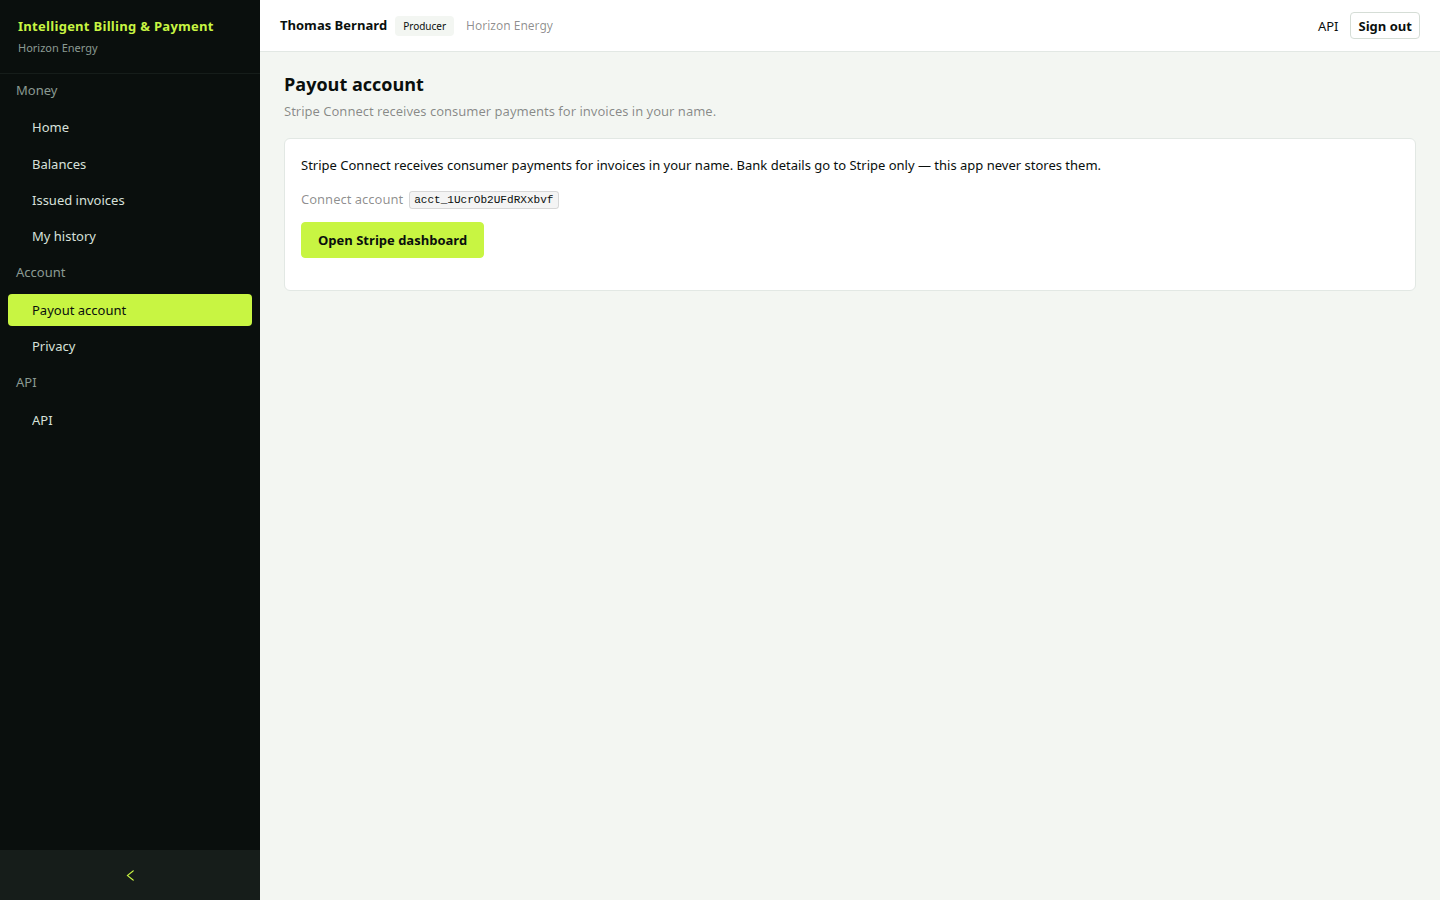 Intelligent Billing & Payment
Horizon Energy
Money
Home
Balances
Issued invoices
My history
Account
Payout account
Privacy
API
API
Thomas Bernard Producer Horizon Energy
API Sign out
Payout account
Stripe Connect receives consumer payments for invoices in your name.
Stripe Connect receives consumer payments for invoices in your name. Bank details go to Stripe only — this app never stores them.
Connect account acct_1UcrOb2UFdRXxbvf
Open Stripe dashboard